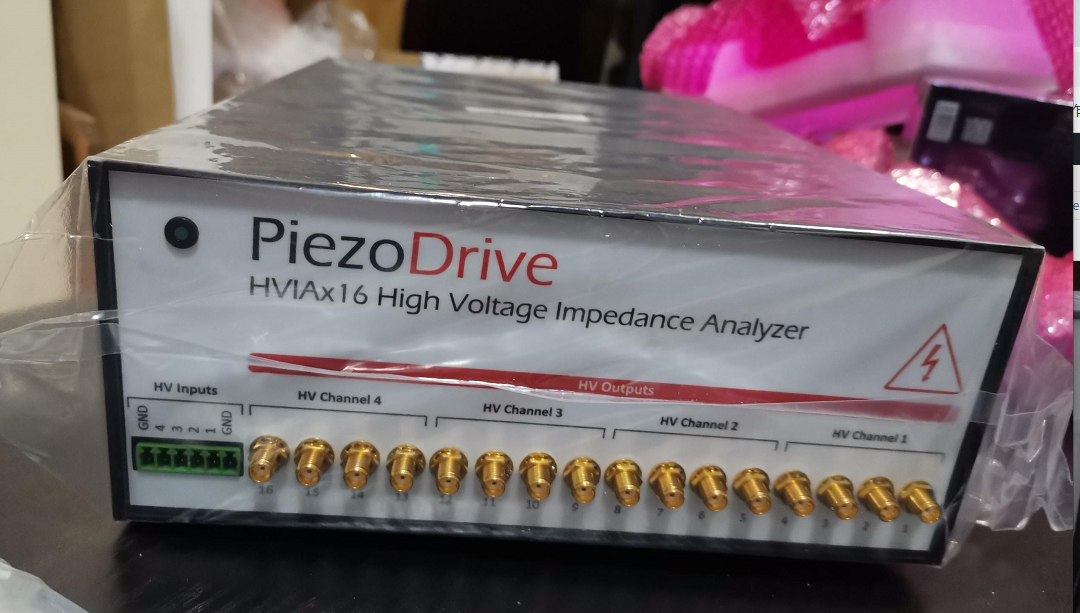 PiezoDrive
HVIAx16 High Voltage Impedance Analyzer
HV Outputs
HV Inputs
HV Channel 4
HV Channel 3
HV Channel 2
HV Channel 1
GND 4 3 2 1 GND
16 15 14 13 12 11 10 9 8 7 6 5 4 3 2 1